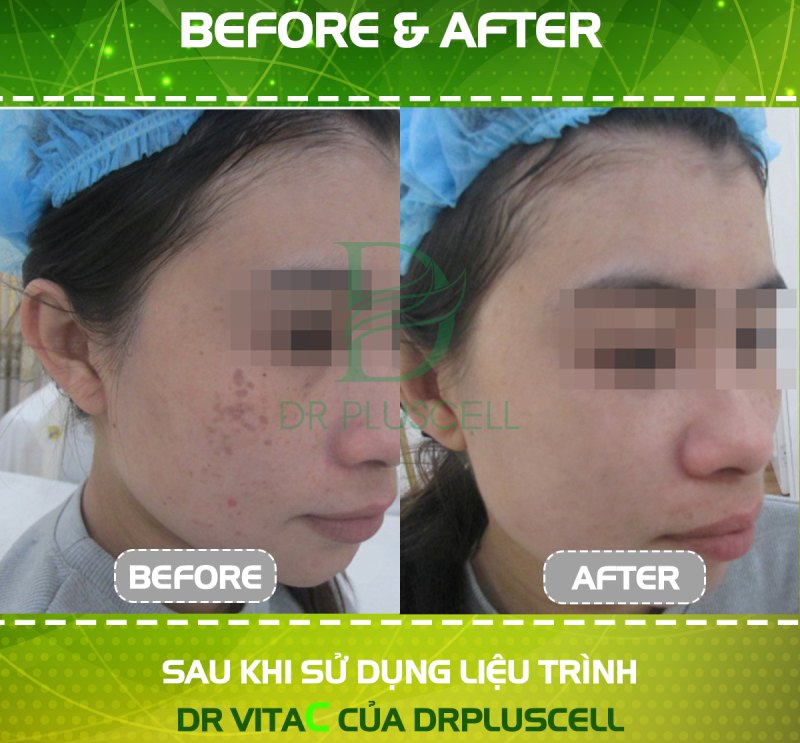 BEFORE & AFTER
DR PLUSCELL
BEFORE
AFTER
SAU KHI SỬ DỤNG LIỆU TRÌNH
DR VITAC CỦA DRPLUSCELL